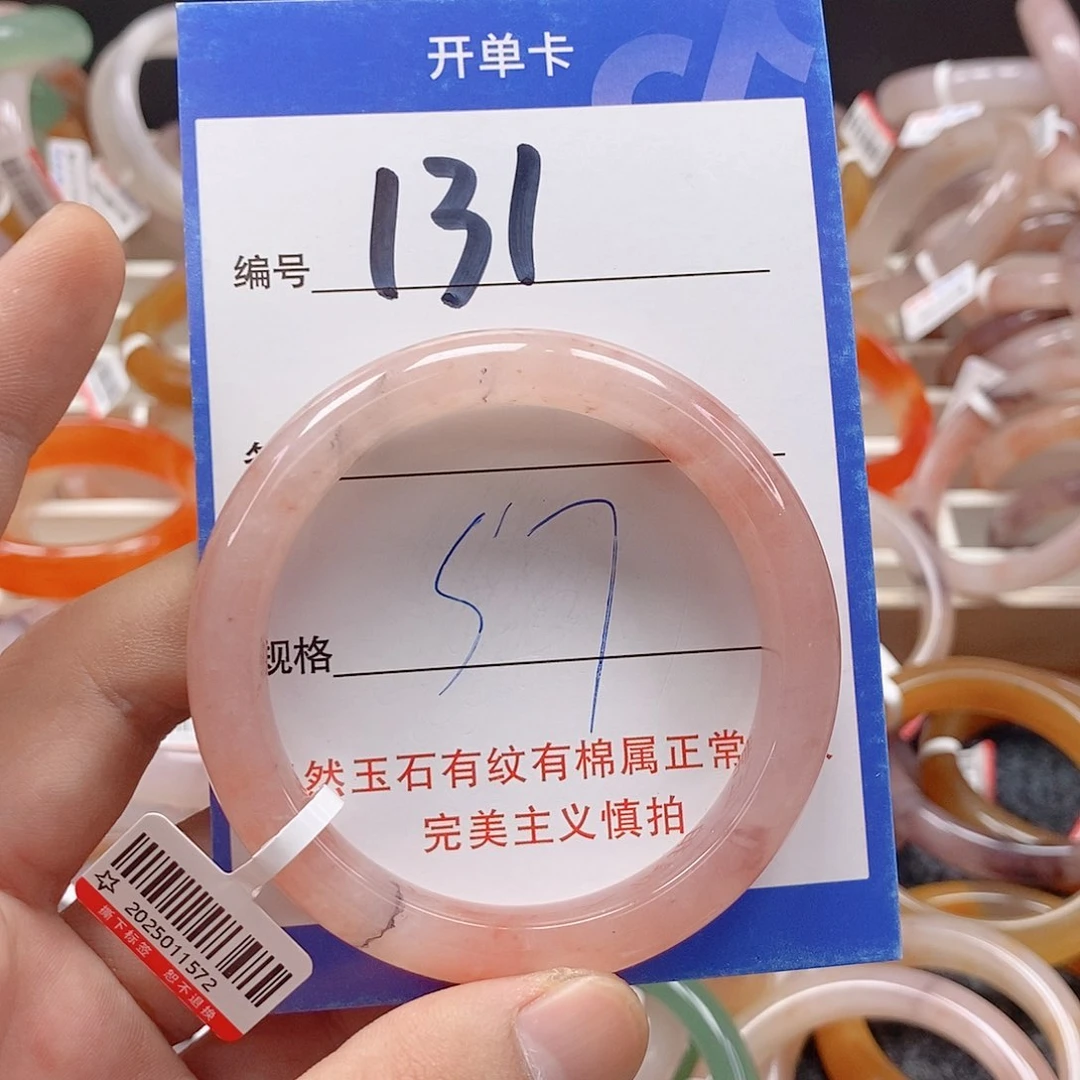 开单卡
编号 131
规格 57
然玉石有纹有棉属正常
完美主义慎拍
2025011572
撕下标签 恕不退换